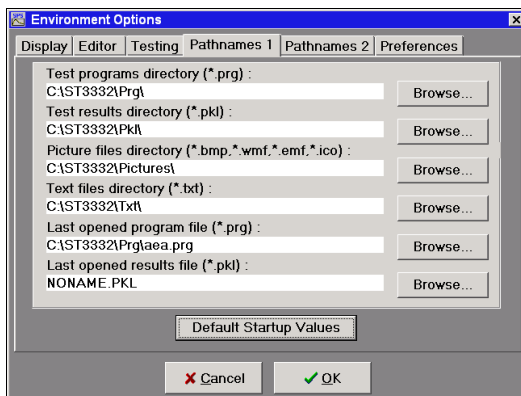 Environment Options
Display Editor Testing Pathnames 1 Pathnames 2 Preferences
Test programs directory (*.prg) :
C:\ST3332\Prg\
Browse...
Test results directory (*.pkl) :
C:\ST3332\Pkl\
Browse...
Picture files directory (*.bmp,*.wmf,*.emf,*.ico) :
C:\ST3332\Pictures\
Browse...
Text files directory (*.txt) :
C:\ST3332\Txt\
Browse...
Last opened program file (*.prg) :
C:\ST3332\Prg\aea.prg
Browse...
Last opened results file (*.pkl) :
NONAME.PKL
Browse...
Default Startup Values
Cancel OK